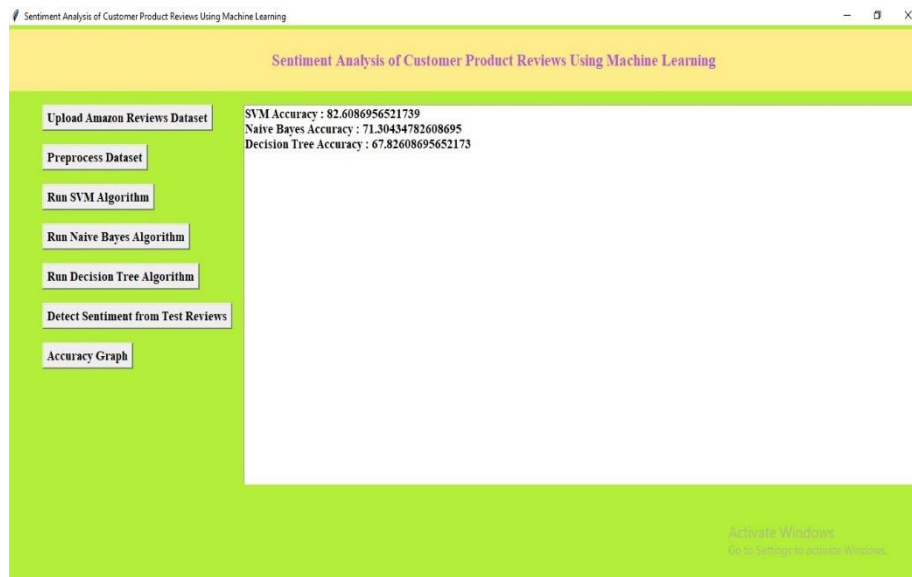 Sentiment Analysis of Customer Product Reviews Using Machine Learning
Sentiment Analysis of Customer Product Reviews Using Machine Learning
Upload Amazon Reviews Dataset
Preprocess Dataset
Run SVM Algorithm
Run Naive Bayes Algorithm
Run Decision Tree Algorithm
Detect Sentiment from Test Reviews
Accuracy Graph
SVM Accuracy : 82.6086956521739
Naive Bayes Accuracy : 71.30434782608695
Decision Tree Accuracy : 67.82608695652173
Activate Windows
Go to Settings to activate Windows.